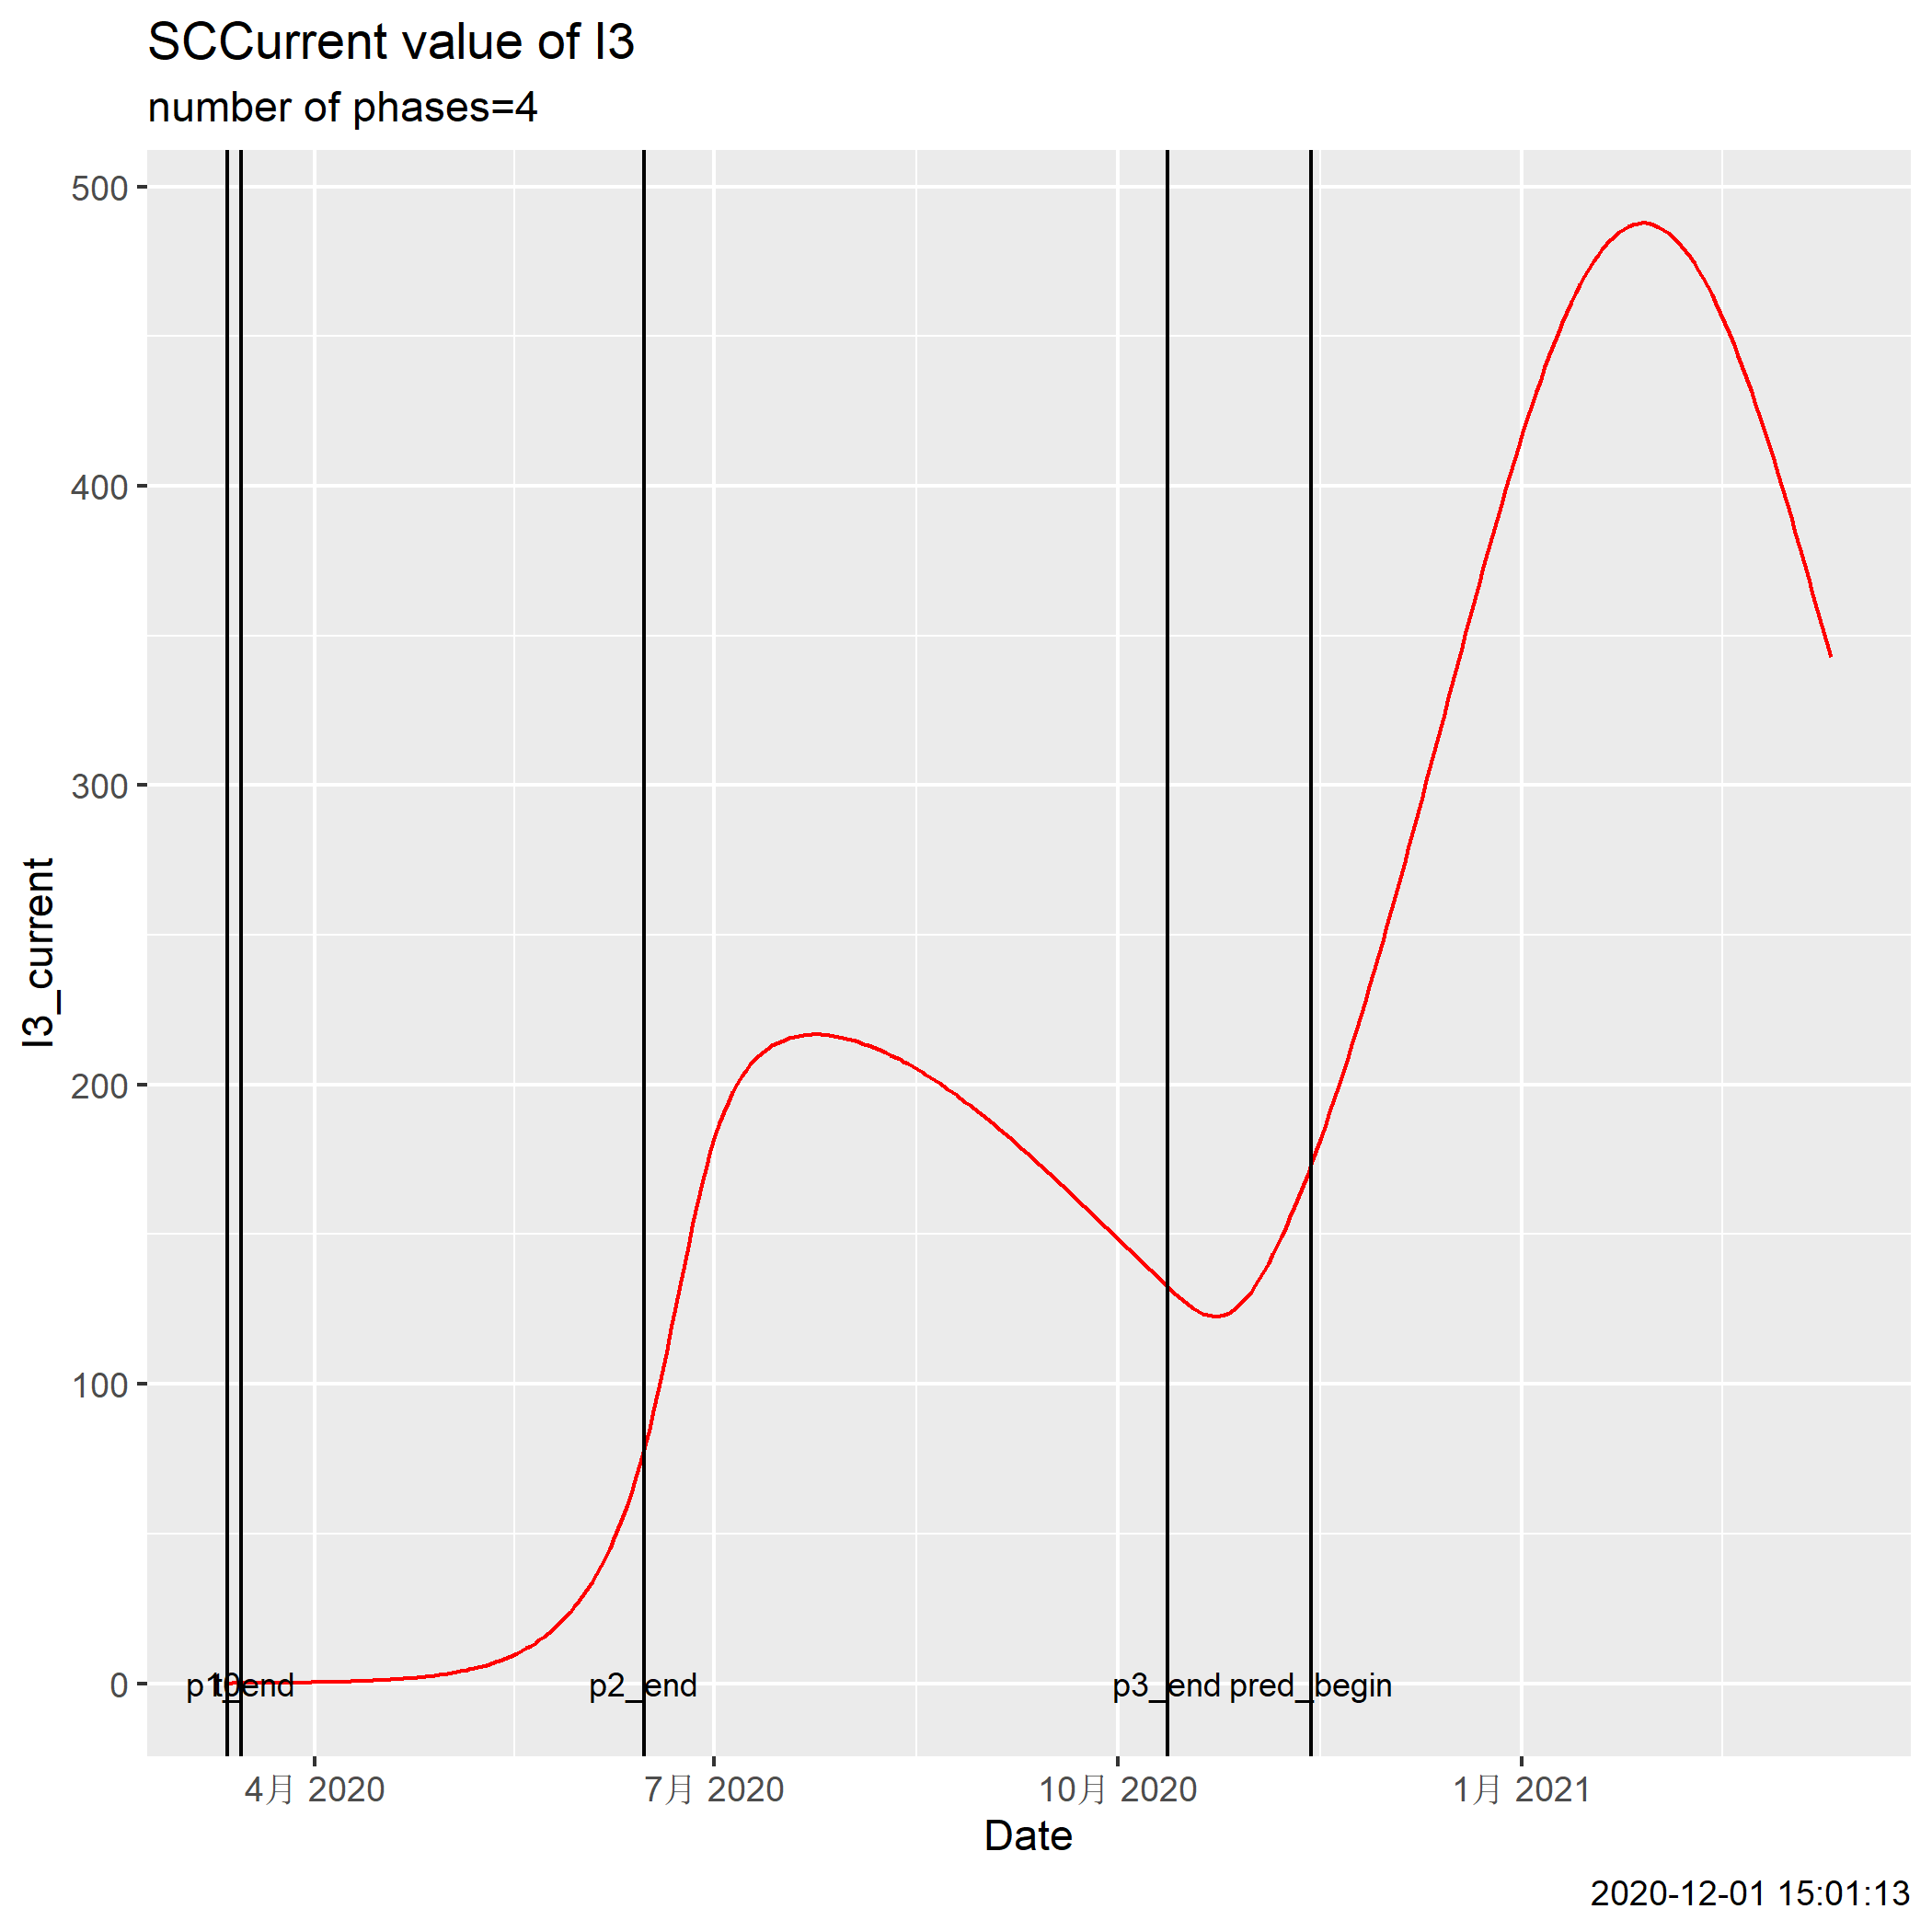 SCCurrent value of I3
number of phases=4
500
400
300
200
100
0
I3_current
t0
p1_end
p2_end
p3_end
pred_begin
4月 2020
7月 2020
10月 2020
1月 2021
Date
2020-12-01 15:01:13